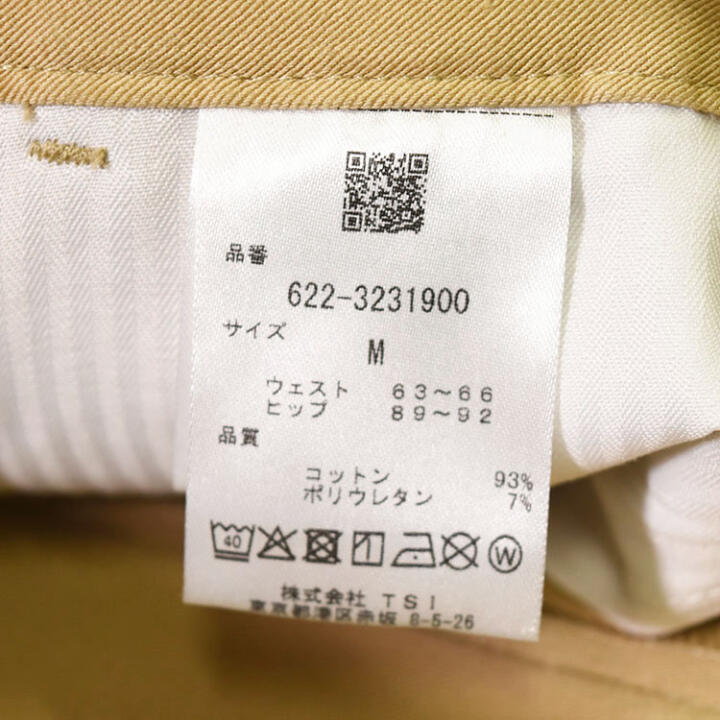 品番
622-3231900
サイズ
M
ウェスト 63～66
ヒップ 89～92
品質
コットン 93%
ポリウレタン 7%
40 W
株式会社 TSI
東京都港区赤坂 8-5-26